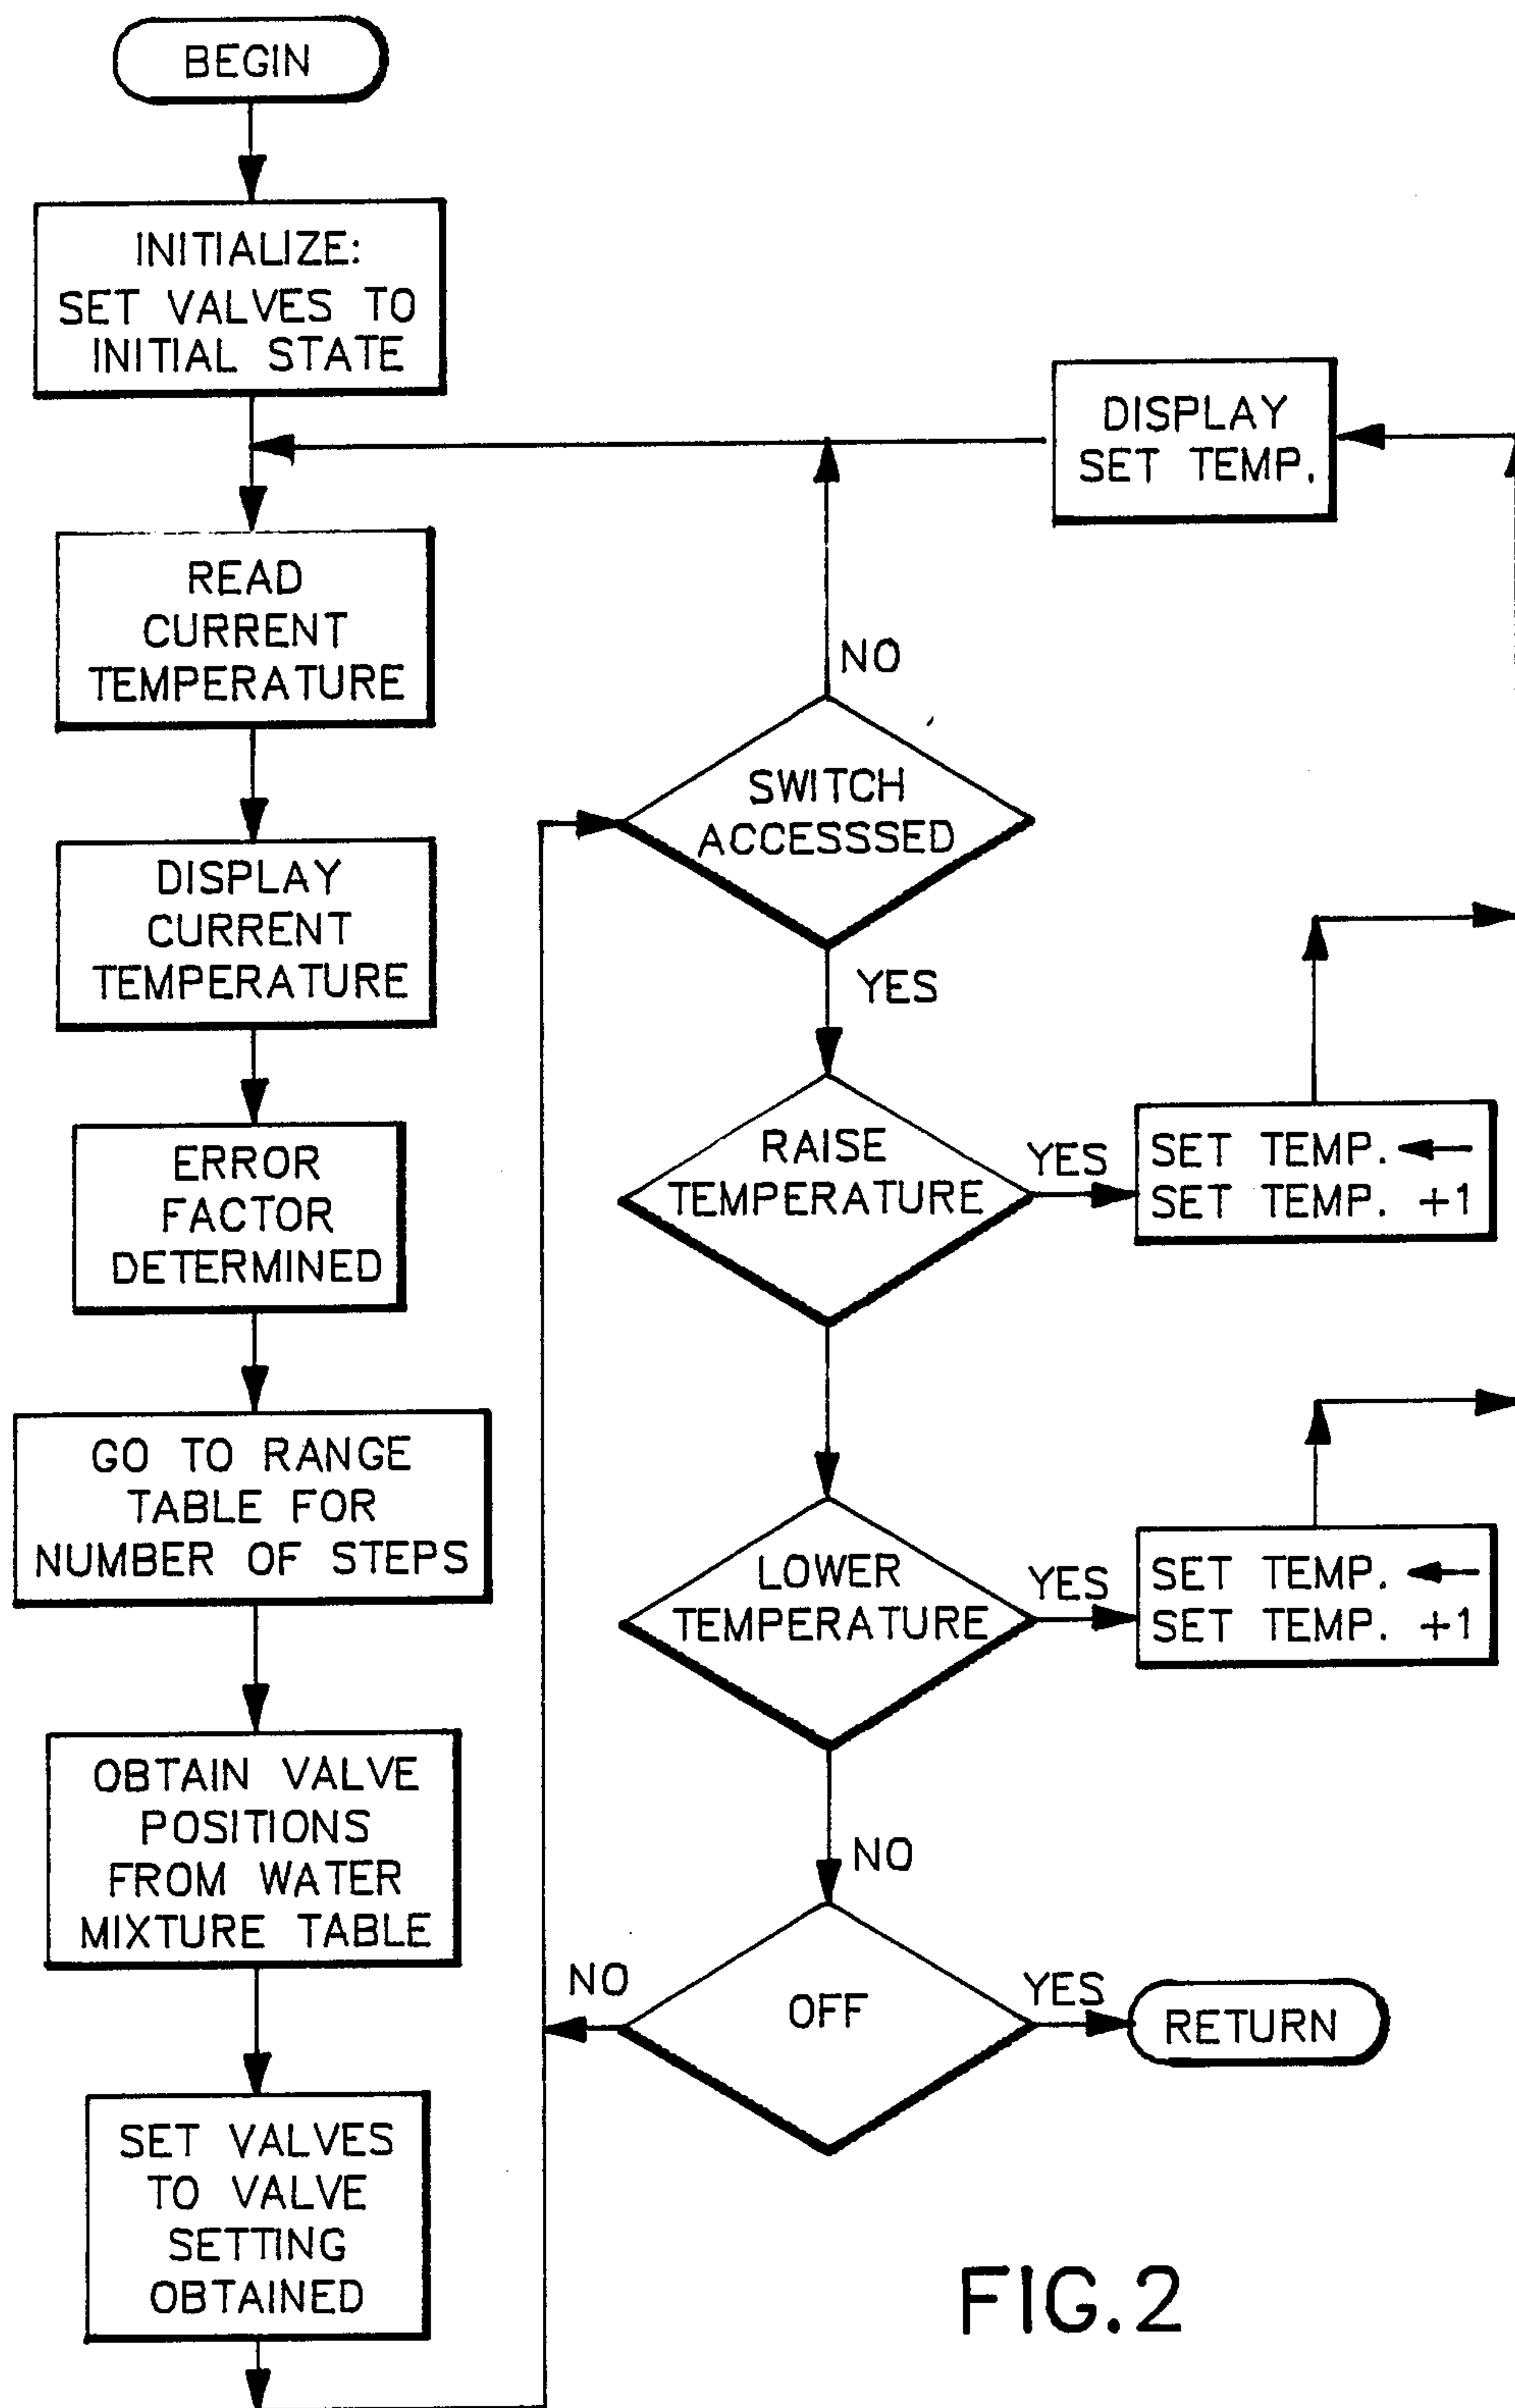 BEGIN
INITIALIZE:
SET VALVES TO
INITIAL STATE
READ
CURRENT
TEMPERATURE
DISPLAY
CURRENT
TEMPERATURE
ERROR
FACTOR
DETERMINED
GO TO RANGE
TABLE FOR
NUMBER OF STEPS
OBTAIN VALVE
POSITIONS
FROM WATER
MIXTURE TABLE
SET VALVES
TO VALVE
SETTING
OBTAINED
DISPLAY
SET TEMP.
NO
SWITCH
ACCESSSED
YES
RAISE
TEMPERATURE
YES
SET TEMP. ←
SET TEMP. +1
LOWER
TEMPERATURE
YES
SET TEMP. ←
SET TEMP. +1
NO
OFF
NO
YES
RETURN
FIG.2